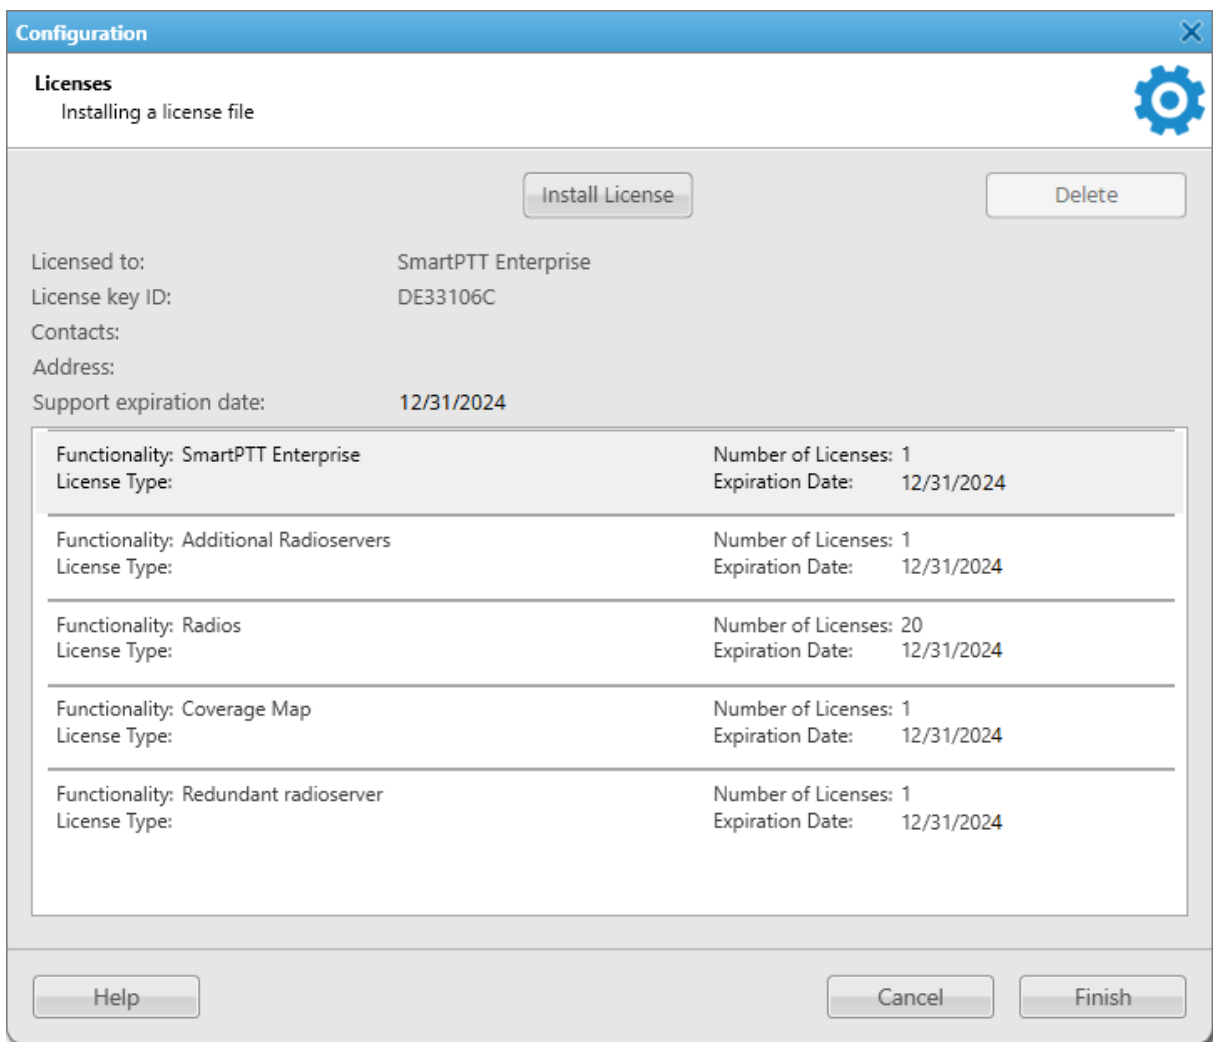 Configuration
Licenses
Installing a license file
Install License
Delete
Licensed to: SmartPTT Enterprise
License key ID: DE33106C
Contacts:
Address:
Support expiration date: 12/31/2024
Functionality: SmartPTT Enterprise Number of Licenses: 1
License Type: Expiration Date: 12/31/2024
Functionality: Additional Radioservers Number of Licenses: 1
License Type: Expiration Date: 12/31/2024
Functionality: Radios Number of Licenses: 20
License Type: Expiration Date: 12/31/2024
Functionality: Coverage Map Number of Licenses: 1
License Type: Expiration Date: 12/31/2024
Functionality: Redundant radioserver Number of Licenses: 1
License Type: Expiration Date: 12/31/2024
Help
Cancel
Finish